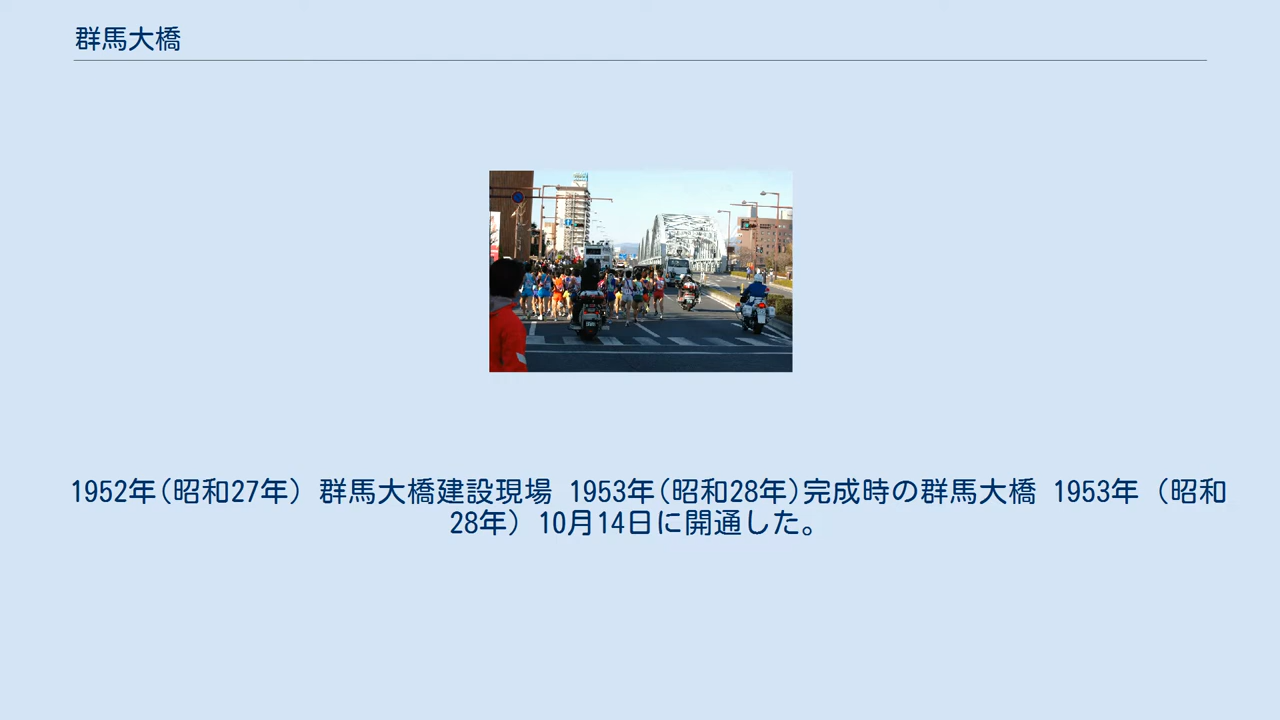 群馬大橋
1952年(昭和27年) 群馬大橋建設現場 1953年(昭和28年)完成時の群馬大橋 1953年（昭和
28年）10月14日に開通した。